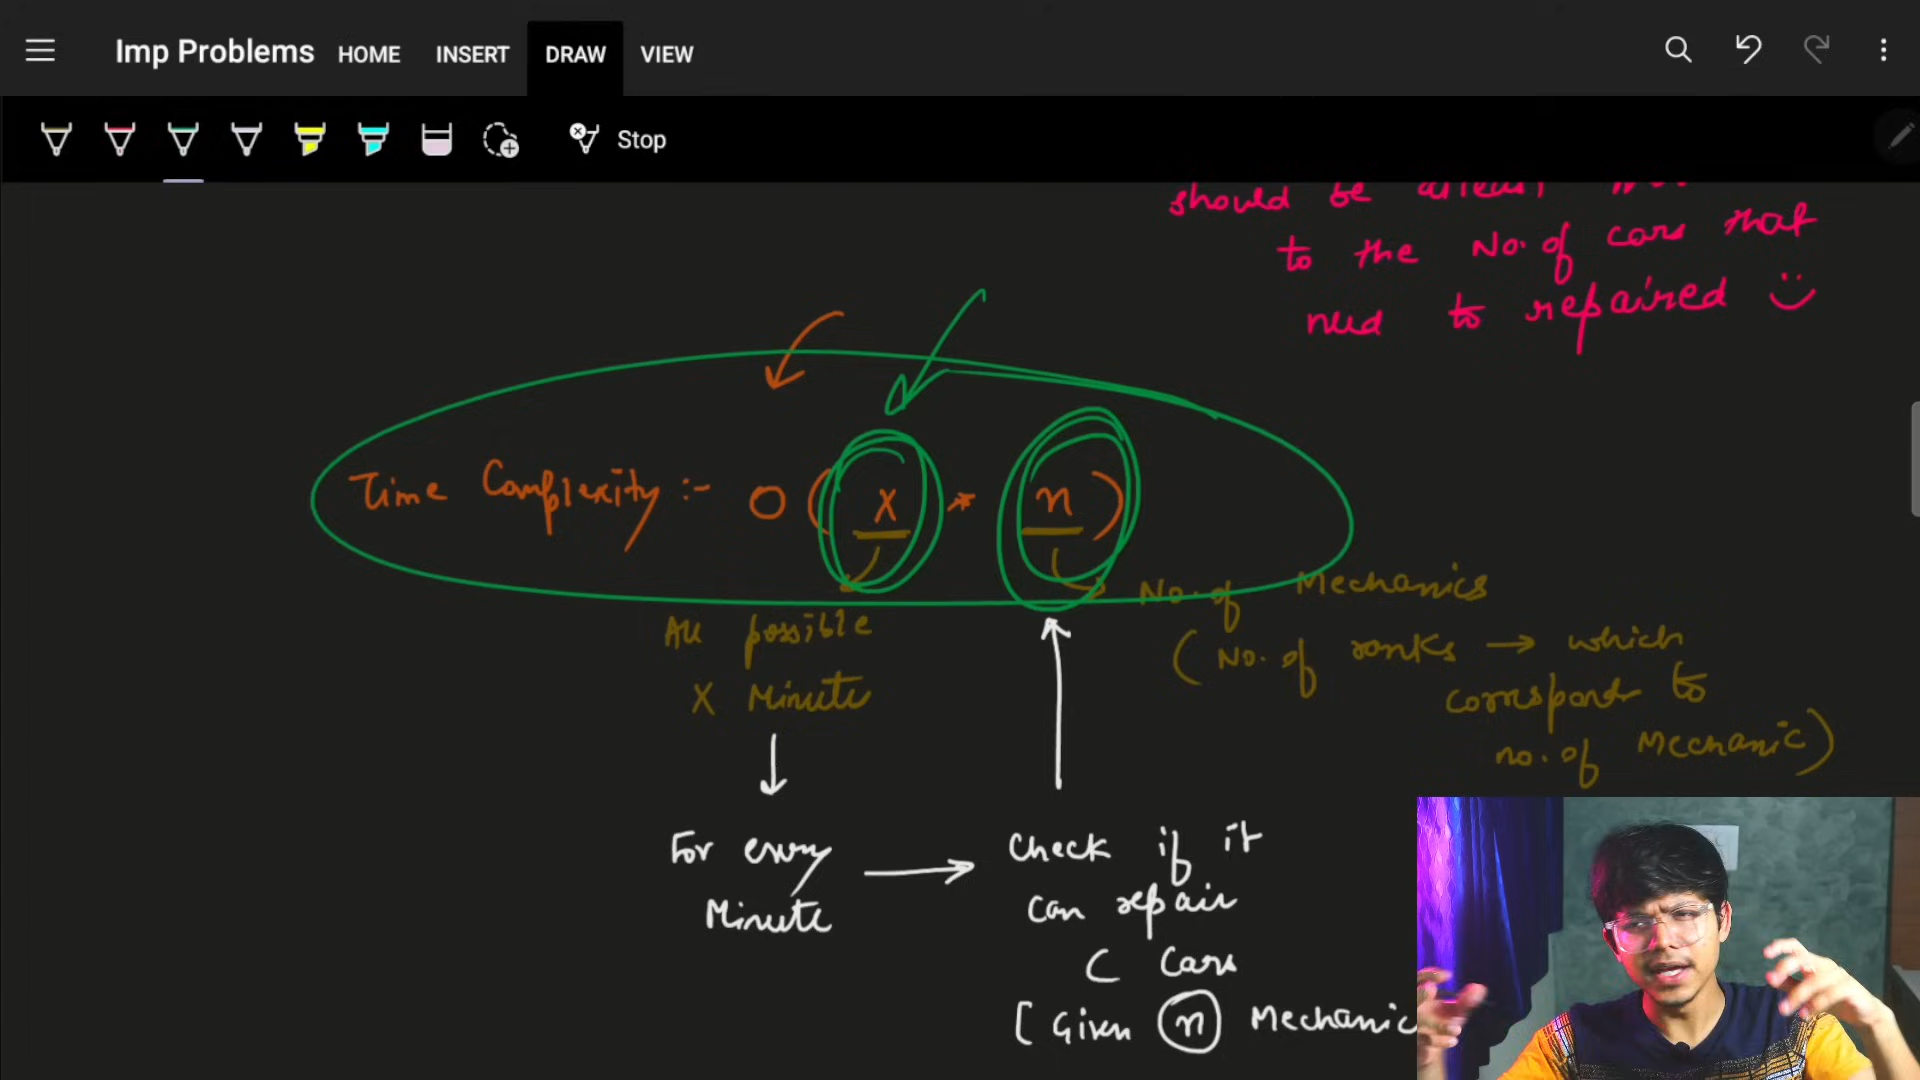 Imp Problems HOME INSERT DRAW VIEW
Stop
should be
to the No. of cars that
need to repaired
Time Complexity :- O ( X * n )
No. of Mechanics
All possible
X Minute
( No. of ranks → which
no. of Mechanic )
For every
Minute
Check if it
can repair
C Cars
[ Given n Mechanic